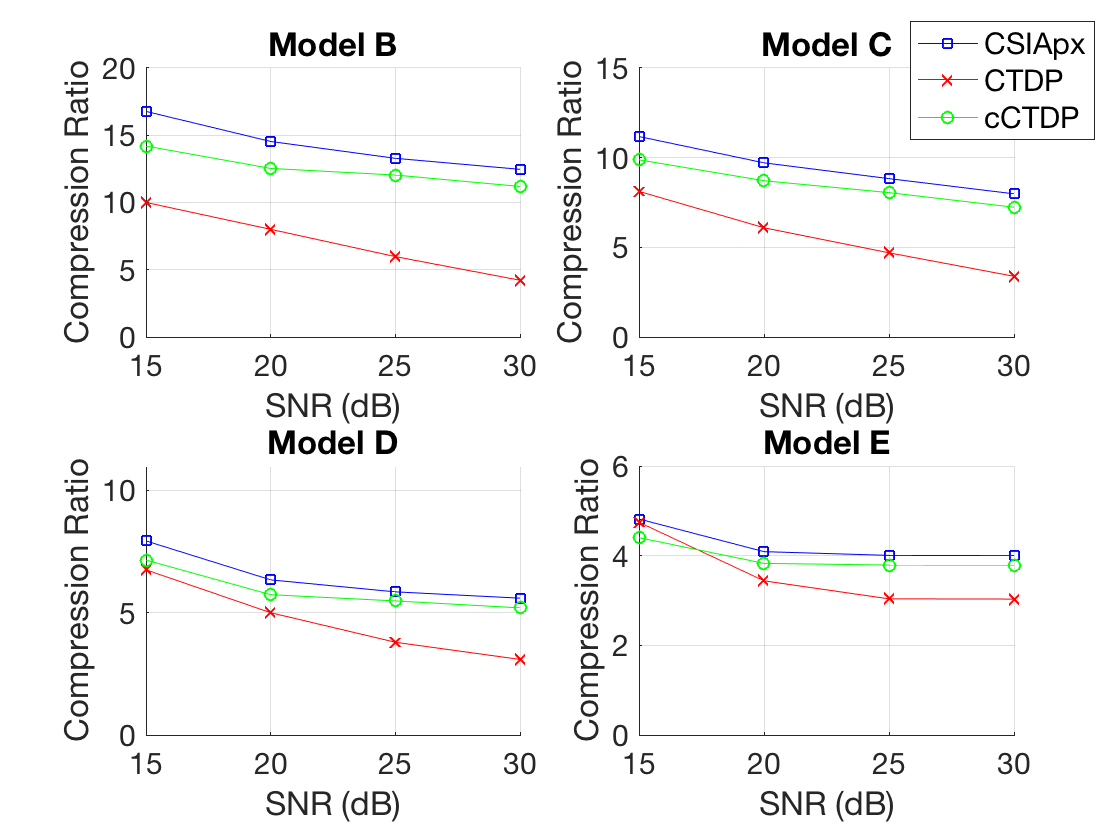 Model B
20
15
10
5
0
Compression Ratio
15 20 25 30
SNR (dB)
Model C
15
10
5
0
Compression Ratio
15 20 25 30
SNR (dB)
CSIApx
CTDP
cCTDP
Model D
10
5
0
Compression Ratio
15 20 25 30
SNR (dB)
Model E
6
4
2
0
Compression Ratio
15 20 25 30
SNR (dB)